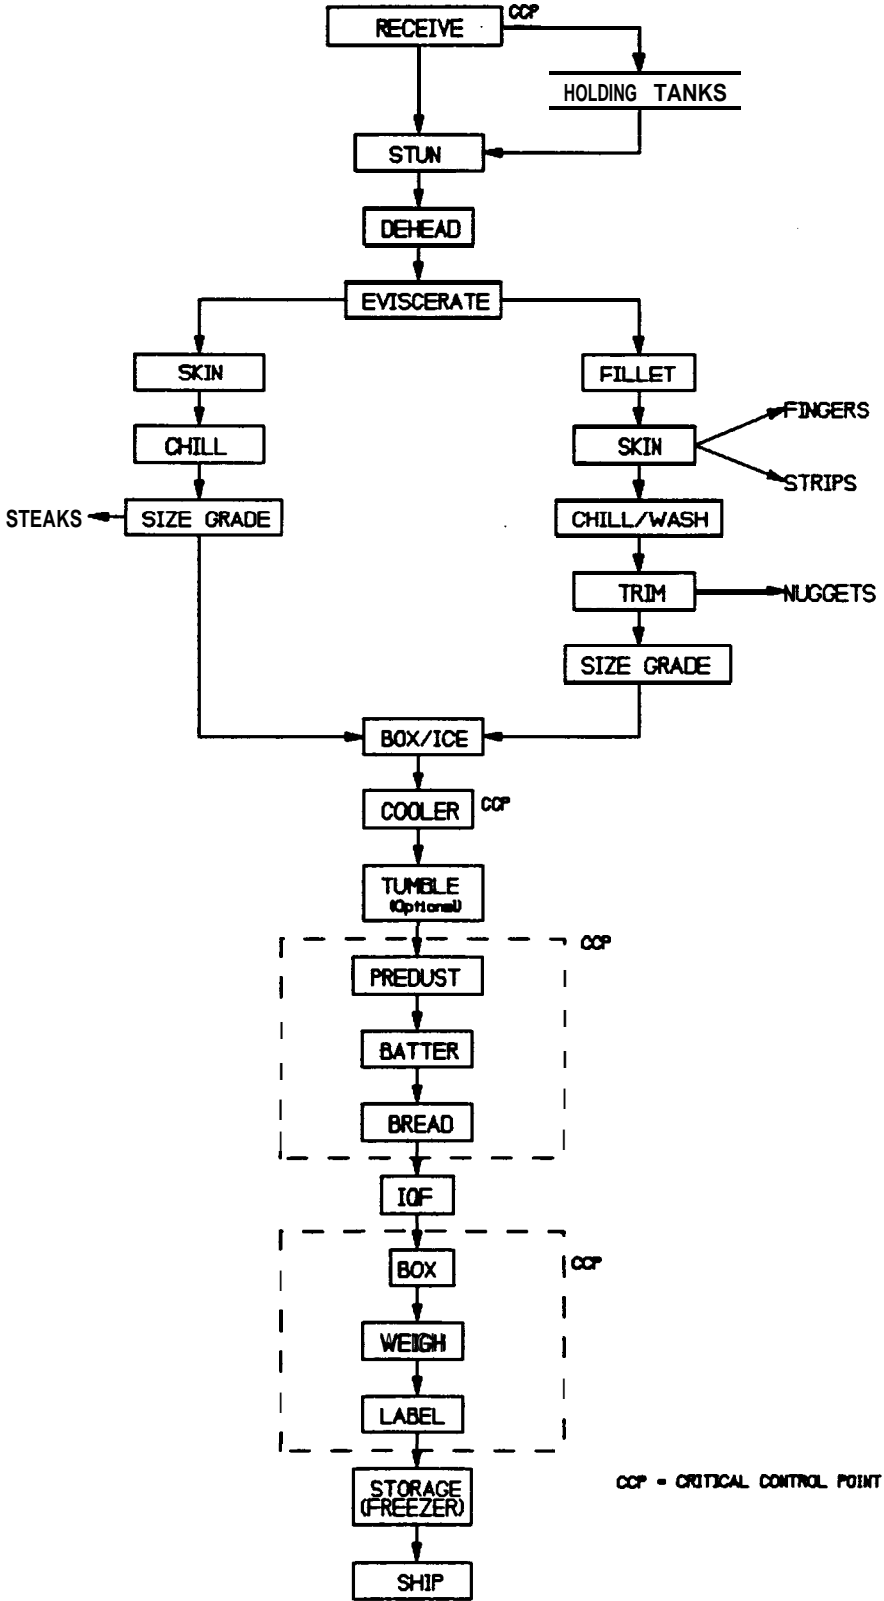 RECEIVE
CCP
HOLDING TANKS
STUN
DEHEAD
EVISCERATE
SKIN
FILLET
FINGERS
CHILL
SKIN
STRIPS
STEAKS
SIZE GRADE
CHILL/WASH
TRIM
NUGGETS
SIZE GRADE
BOX/ICE
COOLER
CCP
TUMBLE
(Optional)
CCP
PREDUST
BATTER
BREAD
IQF
BOX
CCP
WEIGH
LABEL
STORAGE
(FREEZER)
CCP = CRITICAL CONTROL POINT
SHIP